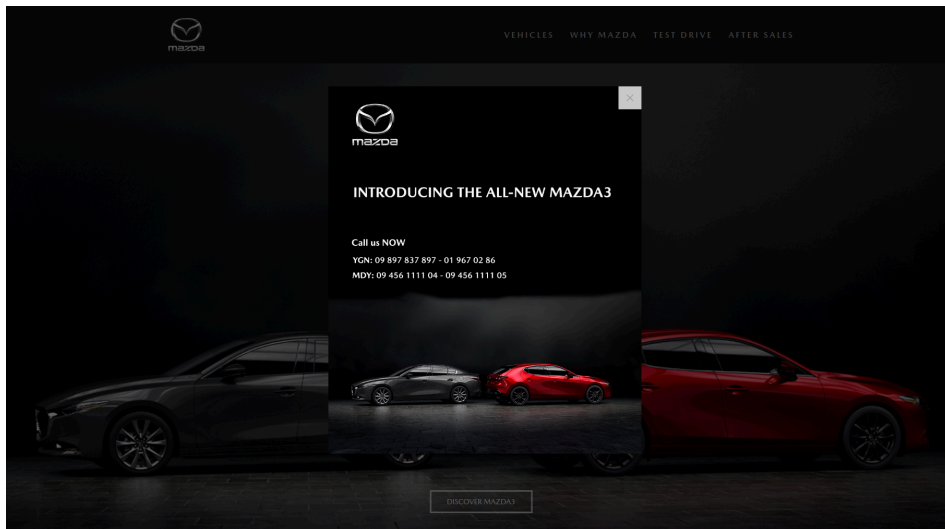 mazda
VEHICLES WHY MAZDA TEST DRIVE AFTER SALES
mazda
INTRODUCING THE ALL-NEW MAZDA3
Call us NOW
YGN: 09 897 837 897 - 01 967 02 86
MDY: 09 456 1111 04 - 09 456 1111 05
DISCOVER MAZDA3